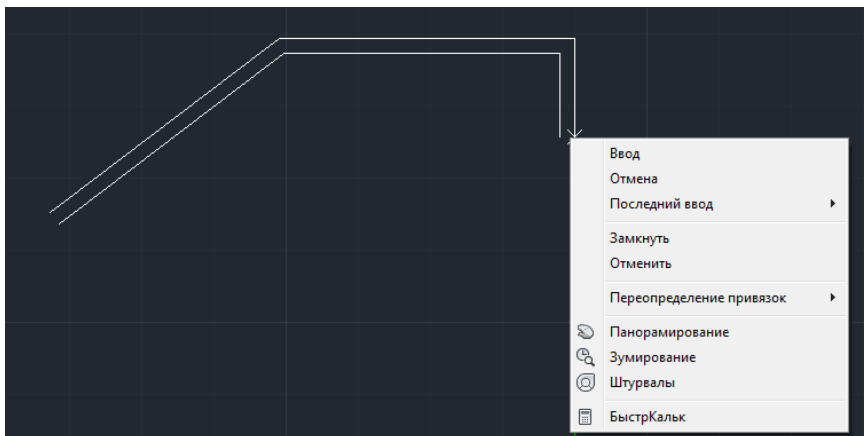 Ввод
Отмена
Последний ввод
Замкнуть
Отменить
Переопределение привязок
Панорамирование
Зумирование
Штурвалы
БыстрКальк